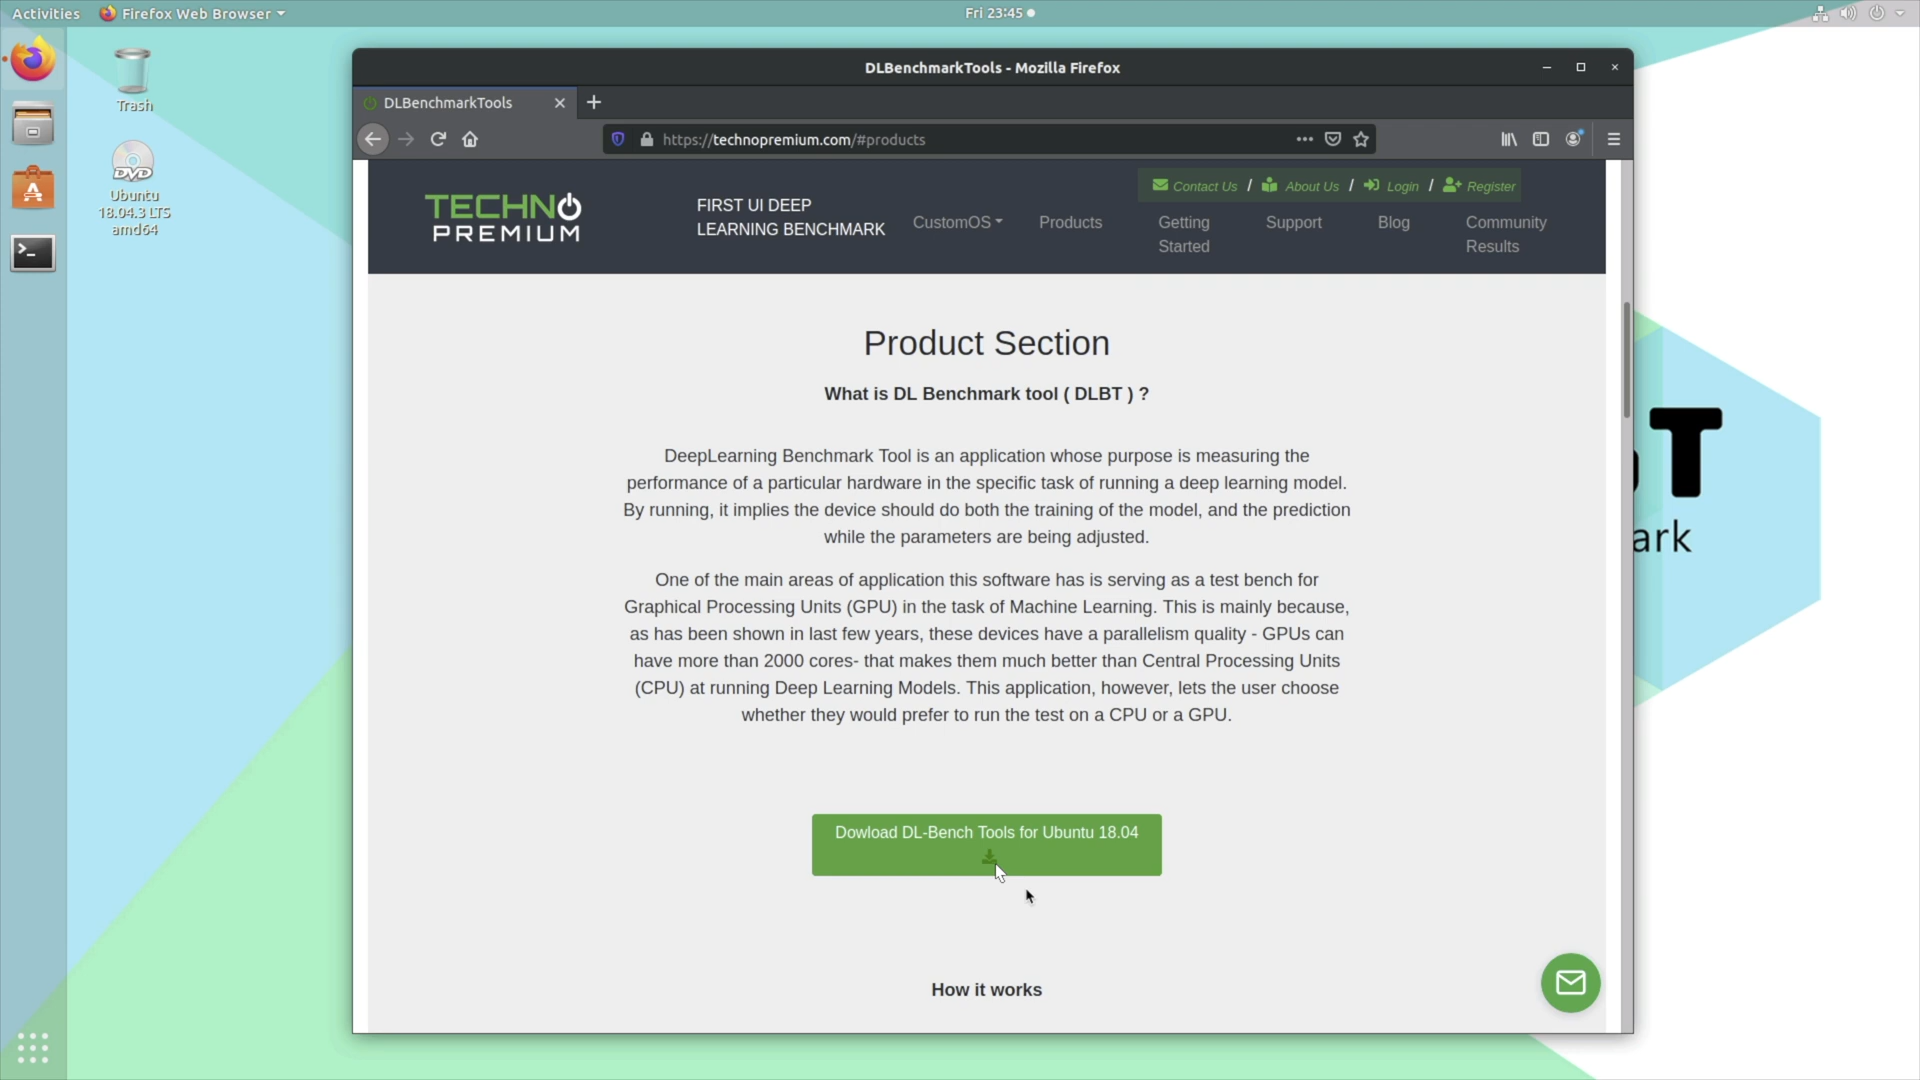 Activities
Firefox Web Browser
Fri 23:45
Trash
DVD
Ubuntu
18.04.3 LTS
amd64
DLBenchmarkTools - Mozilla Firefox
DLBenchmarkTools
https://technopremium.com/#products
Contact Us / About Us / Login / Register
TECHNO
PREMIUM
FIRST UI DEEP
LEARNING BENCHMARK
CustomOS
Products
Getting
Started
Support
Blog
Community
Results
Product Section
What is DL Benchmark tool ( DLBT ) ?
DeepLearning Benchmark Tool is an application whose purpose is measuring the
performance of a particular hardware in the specific task of running a deep learning model.
By running, it implies the device should do both the training of the model, and the prediction
while the parameters are being adjusted.
One of the main areas of application this software has is serving as a test bench for
Graphical Processing Units (GPU) in the task of Machine Learning. This is mainly because,
as has been shown in last few years, these devices have a parallelism quality - GPUs can
have more than 2000 cores- that makes them much better than Central Processing Units
(CPU) at running Deep Learning Models. This application, however, lets the user choose
whether they would prefer to run the test on a CPU or a GPU.
Dowload DL-Bench Tools for Ubuntu 18.04
How it works
T
ark